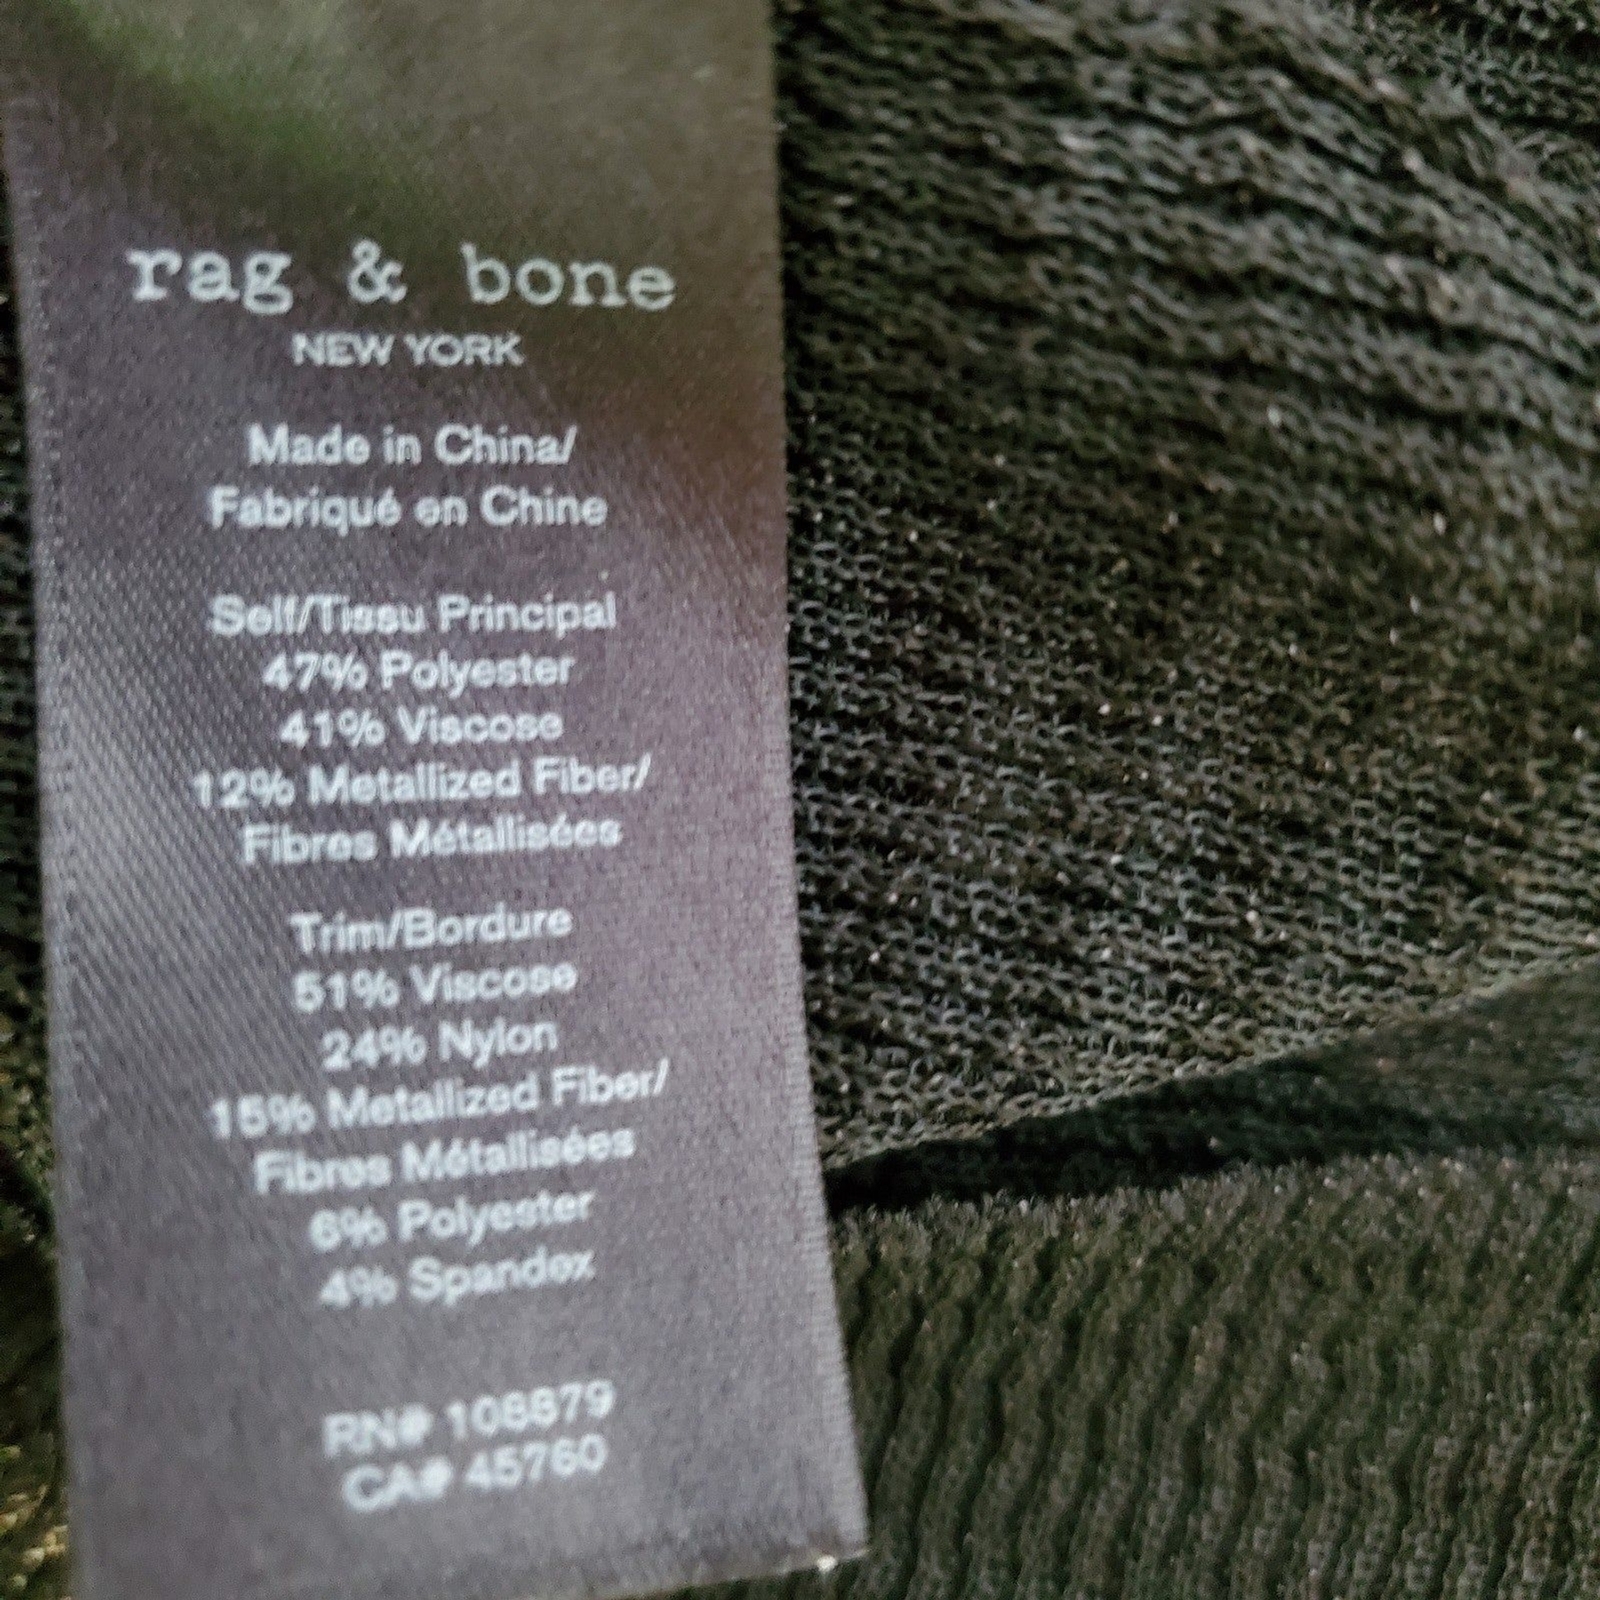 rag & bone
NEW YORK
Made in China/
Fabriqué en Chine
Self/Tissu Principal
47% Polyester
41% Viscose
12% Metallized Fiber/
Fibres Métallisées
Trim/Bordure
51% Viscose
24% Nylon
15% Metallized Fiber/
Fibres Métallisées
6% Polyester
4% Spandex
RN# 108879
CA# 45760